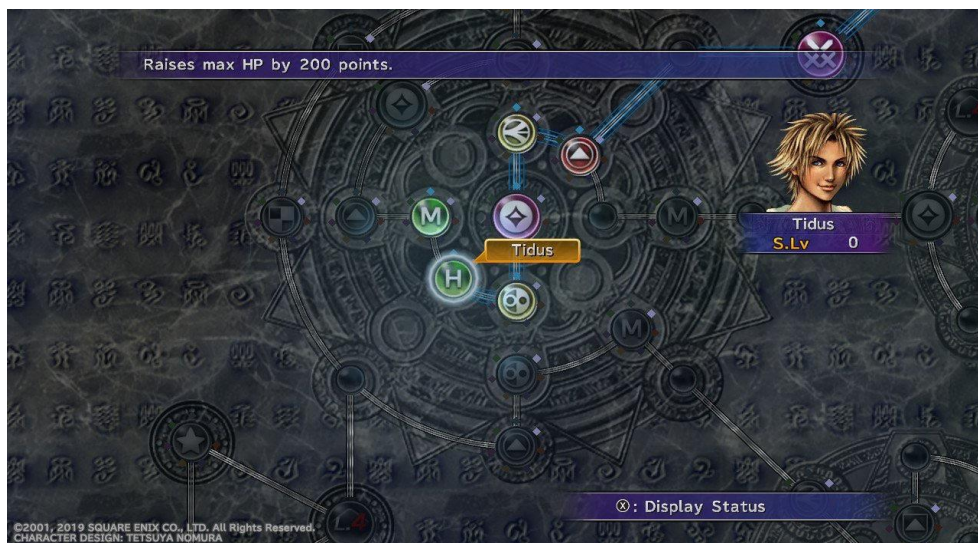 Raises max HP by 200 points.
M
M
Tidus
S.Lv 0
Tidus
H
M
L.4
Ⓧ: Display Status
©2001, 2019 SQUARE ENIX CO., LTD. All Rights Reserved.
CHARACTER DESIGN: TETSUYA NOMURA